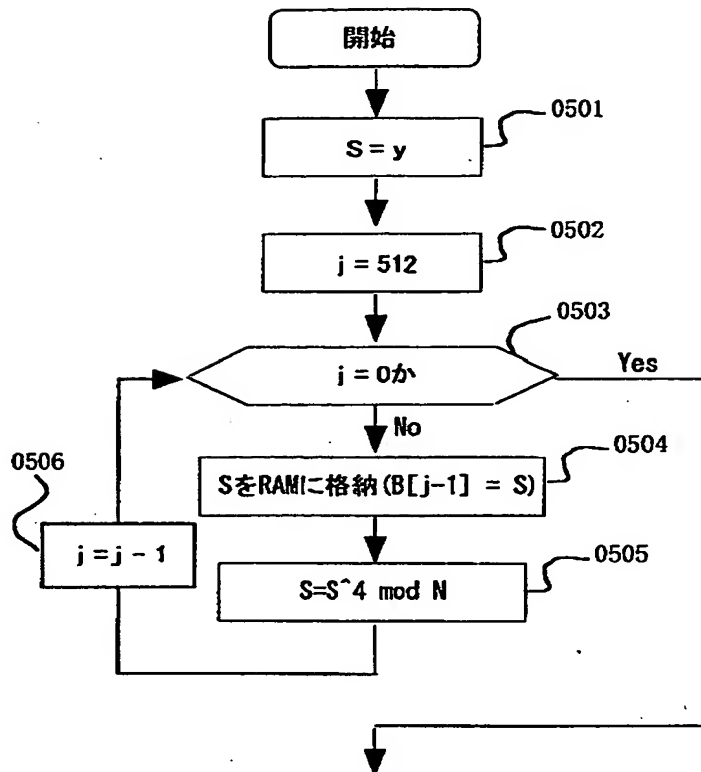 開始
0501
S = y
0502
j = 512
0503
j = 0か
Yes
No
0504
SをRAMに格納(B[j-1] = S)
0506
j=j - 1
0505
S=S^4 mod N